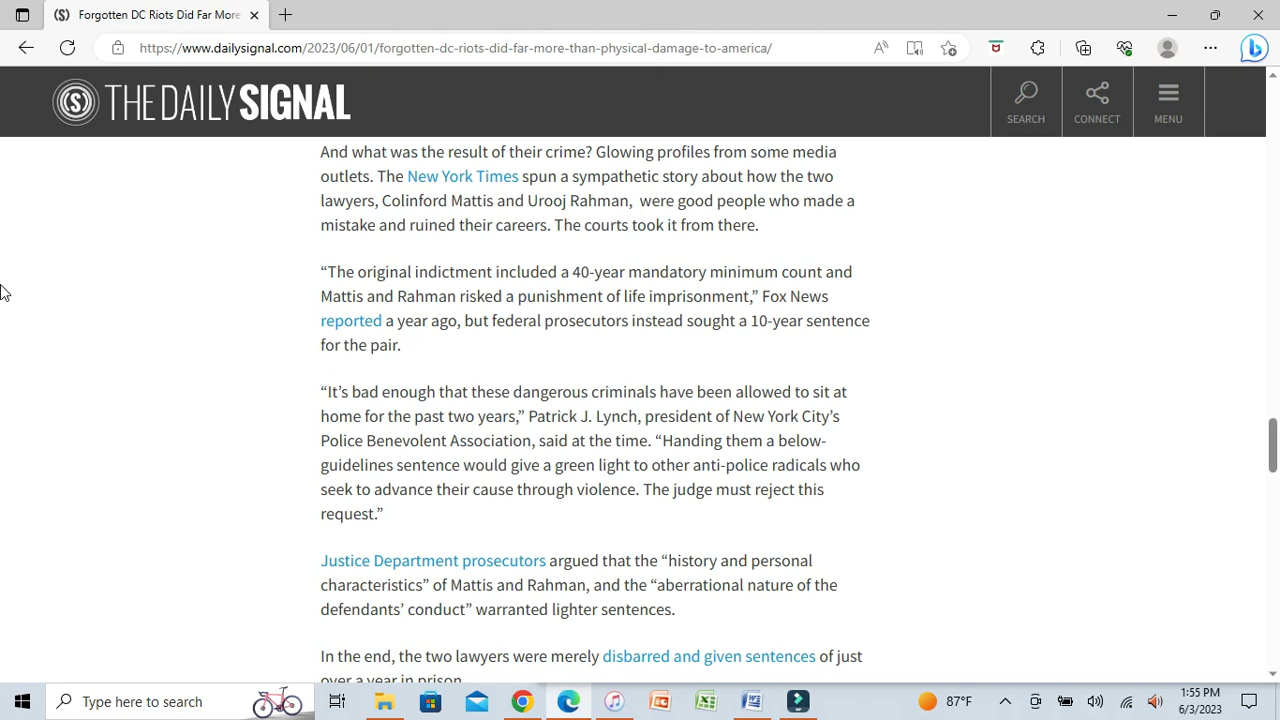 Forgotten DC Riots Did Far More
https://www.dailysignal.com/2023/06/01/forgotten-dc-riots-did-far-more-than-physical-damage-to-america/
THE DAILY SIGNAL
SEARCH
CONNECT
MENU
And what was the result of their crime? Glowing profiles from some media
outlets. The New York Times spun a sympathetic story about how the two
lawyers, Colinford Mattis and Urooj Rahman, were good people who made a
mistake and ruined their careers. The courts took it from there.
“The original indictment included a 40-year mandatory minimum count and
Mattis and Rahman risked a punishment of life imprisonment,” Fox News
reported a year ago, but federal prosecutors instead sought a 10-year sentence
for the pair.
“It’s bad enough that these dangerous criminals have been allowed to sit at
home for the past two years,” Patrick J. Lynch, president of New York City’s
Police Benevolent Association, said at the time. “Handing them a below-
guidelines sentence would give a green light to other anti-police radicals who
seek to advance their cause through violence. The judge must reject this
request.”
Justice Department prosecutors argued that the “history and personal
characteristics” of Mattis and Rahman, and the “aberrational nature of the
defendants’ conduct” warranted lighter sentences.
In the end, the two lawyers were merely disbarred and given sentences of just
over a year in prison.
Type here to search
87°F
1:55 PM
6/3/2023